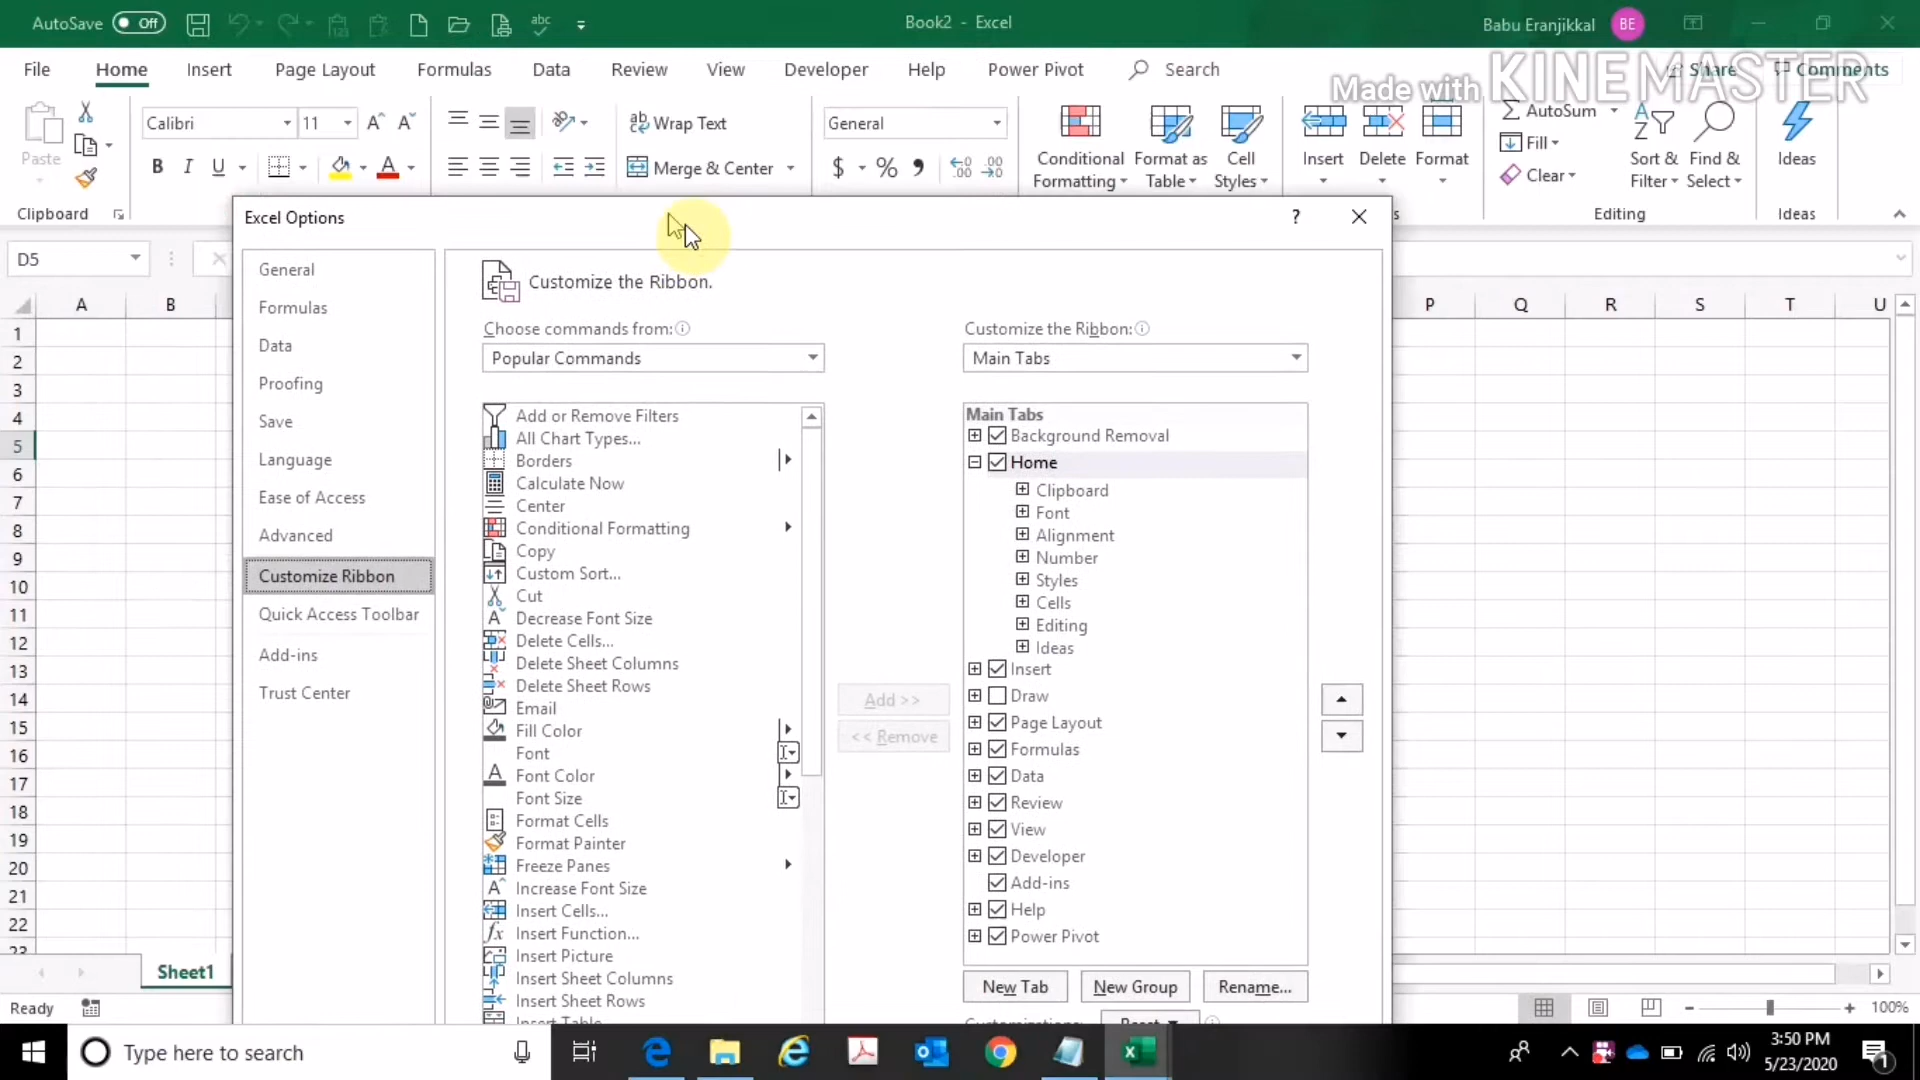 AutoSave Off
abc
Book2 - Excel
Babu Eranjikkal BE
File Home Insert Page Layout Formulas Data Review View Developer Help Power Pivot Search Share Comments
Made with KINEMASTER
Paste
Calibri 11
B I U
Wrap Text
Merge & Center
General
$ %
Conditional Formatting
Format as Table
Cell Styles
Insert Delete Format
AutoSum
Fill
Clear
Sort & Filter
Find & Select
Ideas
Clipboard Editing Ideas
Excel Options
?
D5
A B P Q R S T U
1
2
3
4
5
6
7
8
9
10
11
12
13
14
15
16
17
18
19
20
21
22
23
General
Formulas
Data
Proofing
Save
Language
Ease of Access
Advanced
Customize Ribbon
Quick Access Toolbar
Add-ins
Trust Center
Customize the Ribbon.
Choose commands from:
Popular Commands
Add or Remove Filters
All Chart Types...
Borders
Calculate Now
Center
Conditional Formatting
Copy
Custom Sort...
Cut
Decrease Font Size
Delete Cells...
Delete Sheet Columns
Delete Sheet Rows
Email
Fill Color
Font
Font Color
Font Size
Format Cells
Format Painter
Freeze Panes
Increase Font Size
Insert Cells...
Insert Function...
Insert Picture
Insert Sheet Columns
Insert Sheet Rows
Insert Table
Add >>
<< Remove
Customize the Ribbon:
Main Tabs
Main Tabs
Background Removal
Home
Clipboard
Font
Alignment
Number
Styles
Cells
Editing
Ideas
Insert
Draw
Page Layout
Formulas
Data
Review
View
Developer
Add-ins
Help
Power Pivot
New Tab New Group Rename...
Customizations: Reset
Sheet1
Ready
100%
Type here to search
3:50 PM
5/23/2020
1